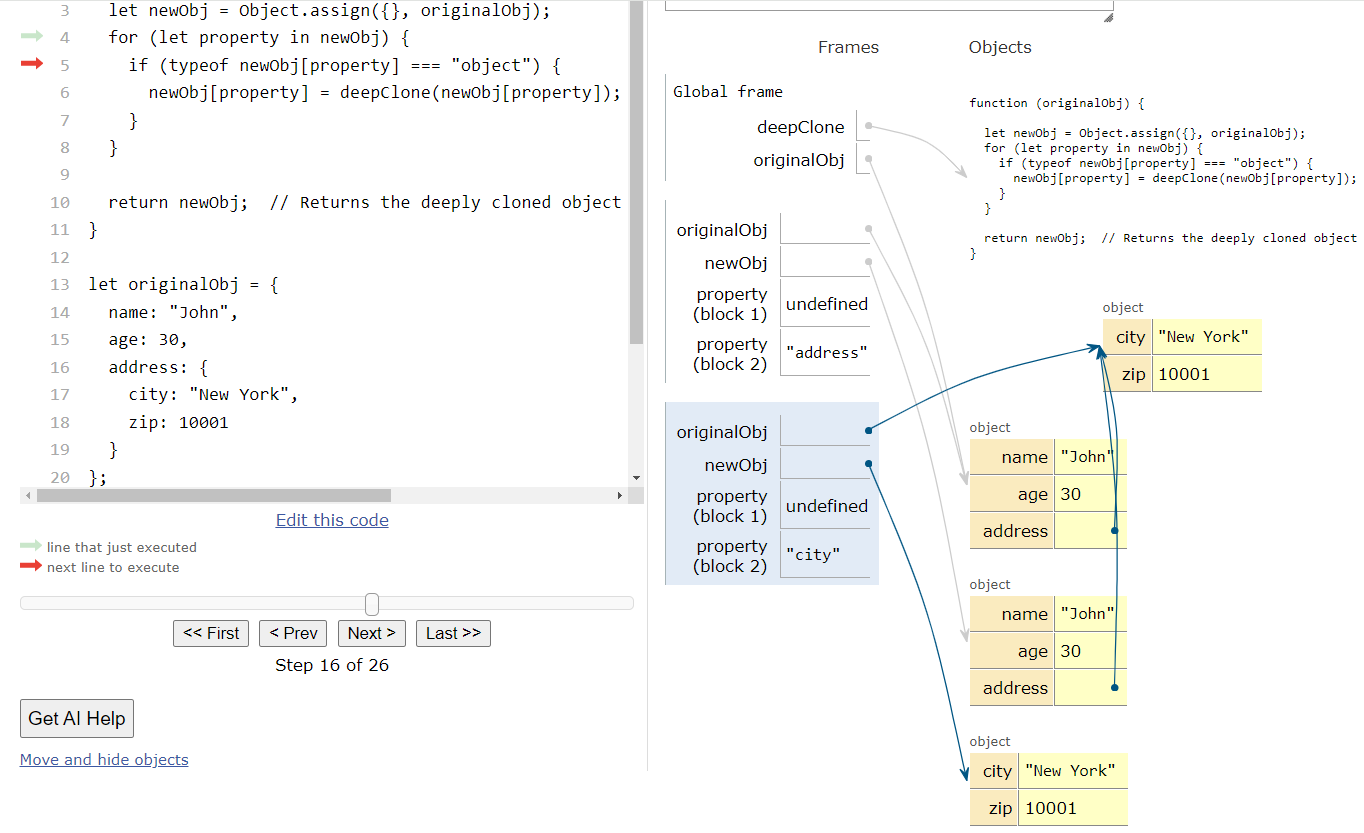 3 let newObj = Object.assign({}, originalObj);
4 for (let property in newObj) {
5 if (typeof newObj[property] === "object") {
6 newObj[property] = deepClone(newObj[property]);
7 }
8 }
9
10 return newObj;  // Returns the deeply cloned object
11 }
12
13 let originalObj = {
14 name: "John",
15 age: 30,
16 address: {
17 city: "New York",
18 zip: 10001
19 }
20 };
Edit this code
line that just executed
next line to execute
<< First
< Prev
Next >
Last >>
Step 16 of 26
Get AI Help
Move and hide objects
Frames
Objects
Global frame
deepClone
originalObj
originalObj
newObj
property
(block 1)
undefined
property
(block 2)
"address"
originalObj
newObj
property
(block 1)
undefined
property
(block 2)
"city"
function (originalObj) {
let newObj = Object.assign({}, originalObj);
for (let property in newObj) {
if (typeof newObj[property] === "object") {
newObj[property] = deepClone(newObj[property]);
}
}
return newObj;  // Returns the deeply cloned object
}
object
city "New York"
zip 10001
object
name "John"
age 30
address
object
name "John"
age 30
address
object
city "New York"
zip 10001